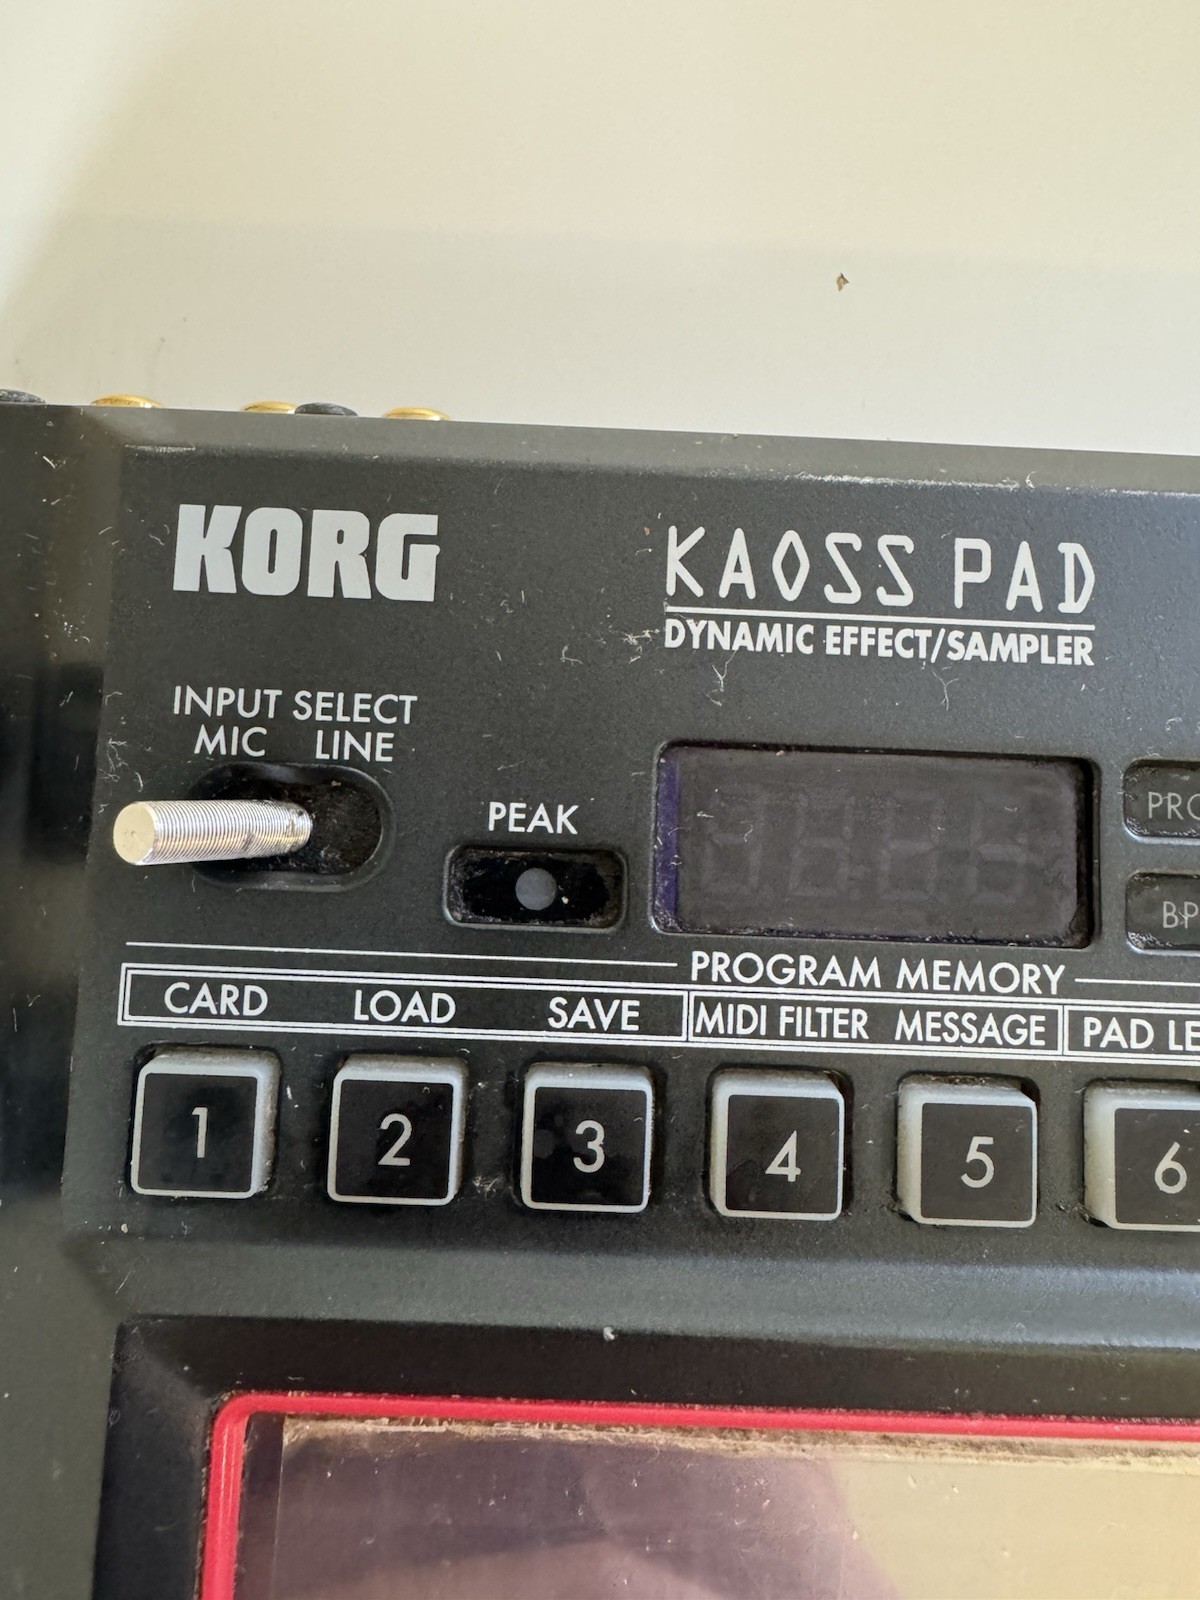 KORG
KAOSS PAD
DYNAMIC EFFECT/SAMPLER
INPUT SELECT
MIC LINE
PEAK
PROGRAM MEMORY
CARD LOAD SAVE MIDI FILTER MESSAGE PAD
1 2 3 4 5 6